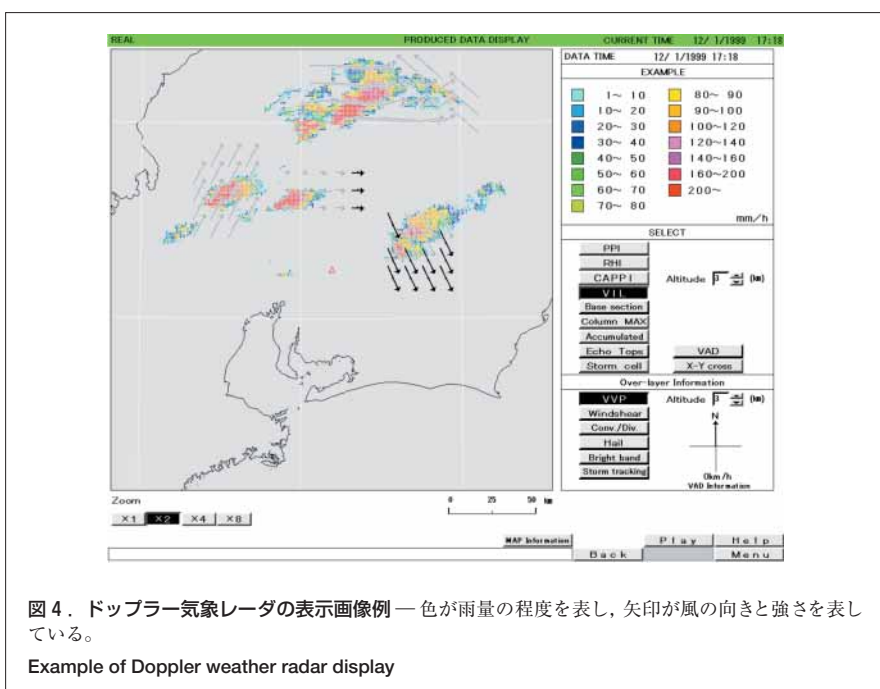 REAL PRODUCED DATA DISPLAY CURRENT TIME 12/ 1/1999 17:18
DATA TIME 12/ 1/1999 17:18
EXAMPLE
1~ 10 80~ 90
10~ 20 90~100
20~ 30 100~120
30~ 40 120~140
40~ 50 140~160
50~ 60 160~200
60~ 70 200~
70~ 80
mm/h
SELECT
PPI
RHI
CAPPI Altitude 3 (km)
VIL
Base section
Column MAX
Accumulated
Echo Tops VAD
Storm cell X-Y cross
Over-layer Information
VVP Altitude 3 (km)
Windshear N
Conv./Div.
Hail
Bright band
Storm tracking 0km/h
VAD Information
Zoom 0 25 50 km
×1 ×2 ×4 ×8
MAP Information Play Help
Back Menu
図4. ドップラー気象レーダの表示画像例 — 色が雨量の程度を表し, 矢印が風の向きと強さを表し
ている。
Example of Doppler weather radar display